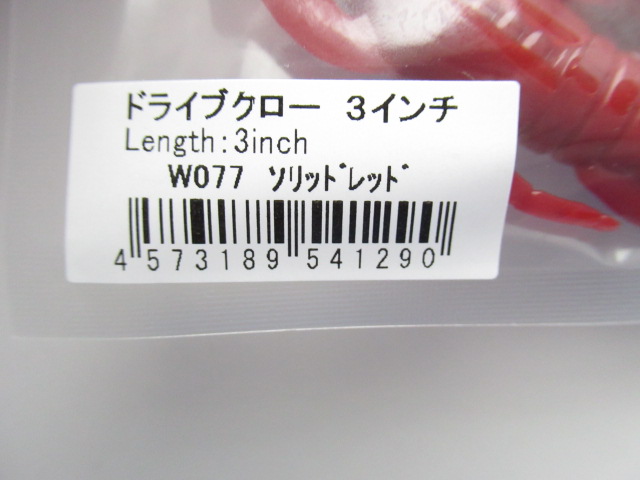 ドライブクロー　３インチ
Length:3inch
W077　ｿﾘｯﾄﾞﾚｯﾄﾞ
4 573189 541290